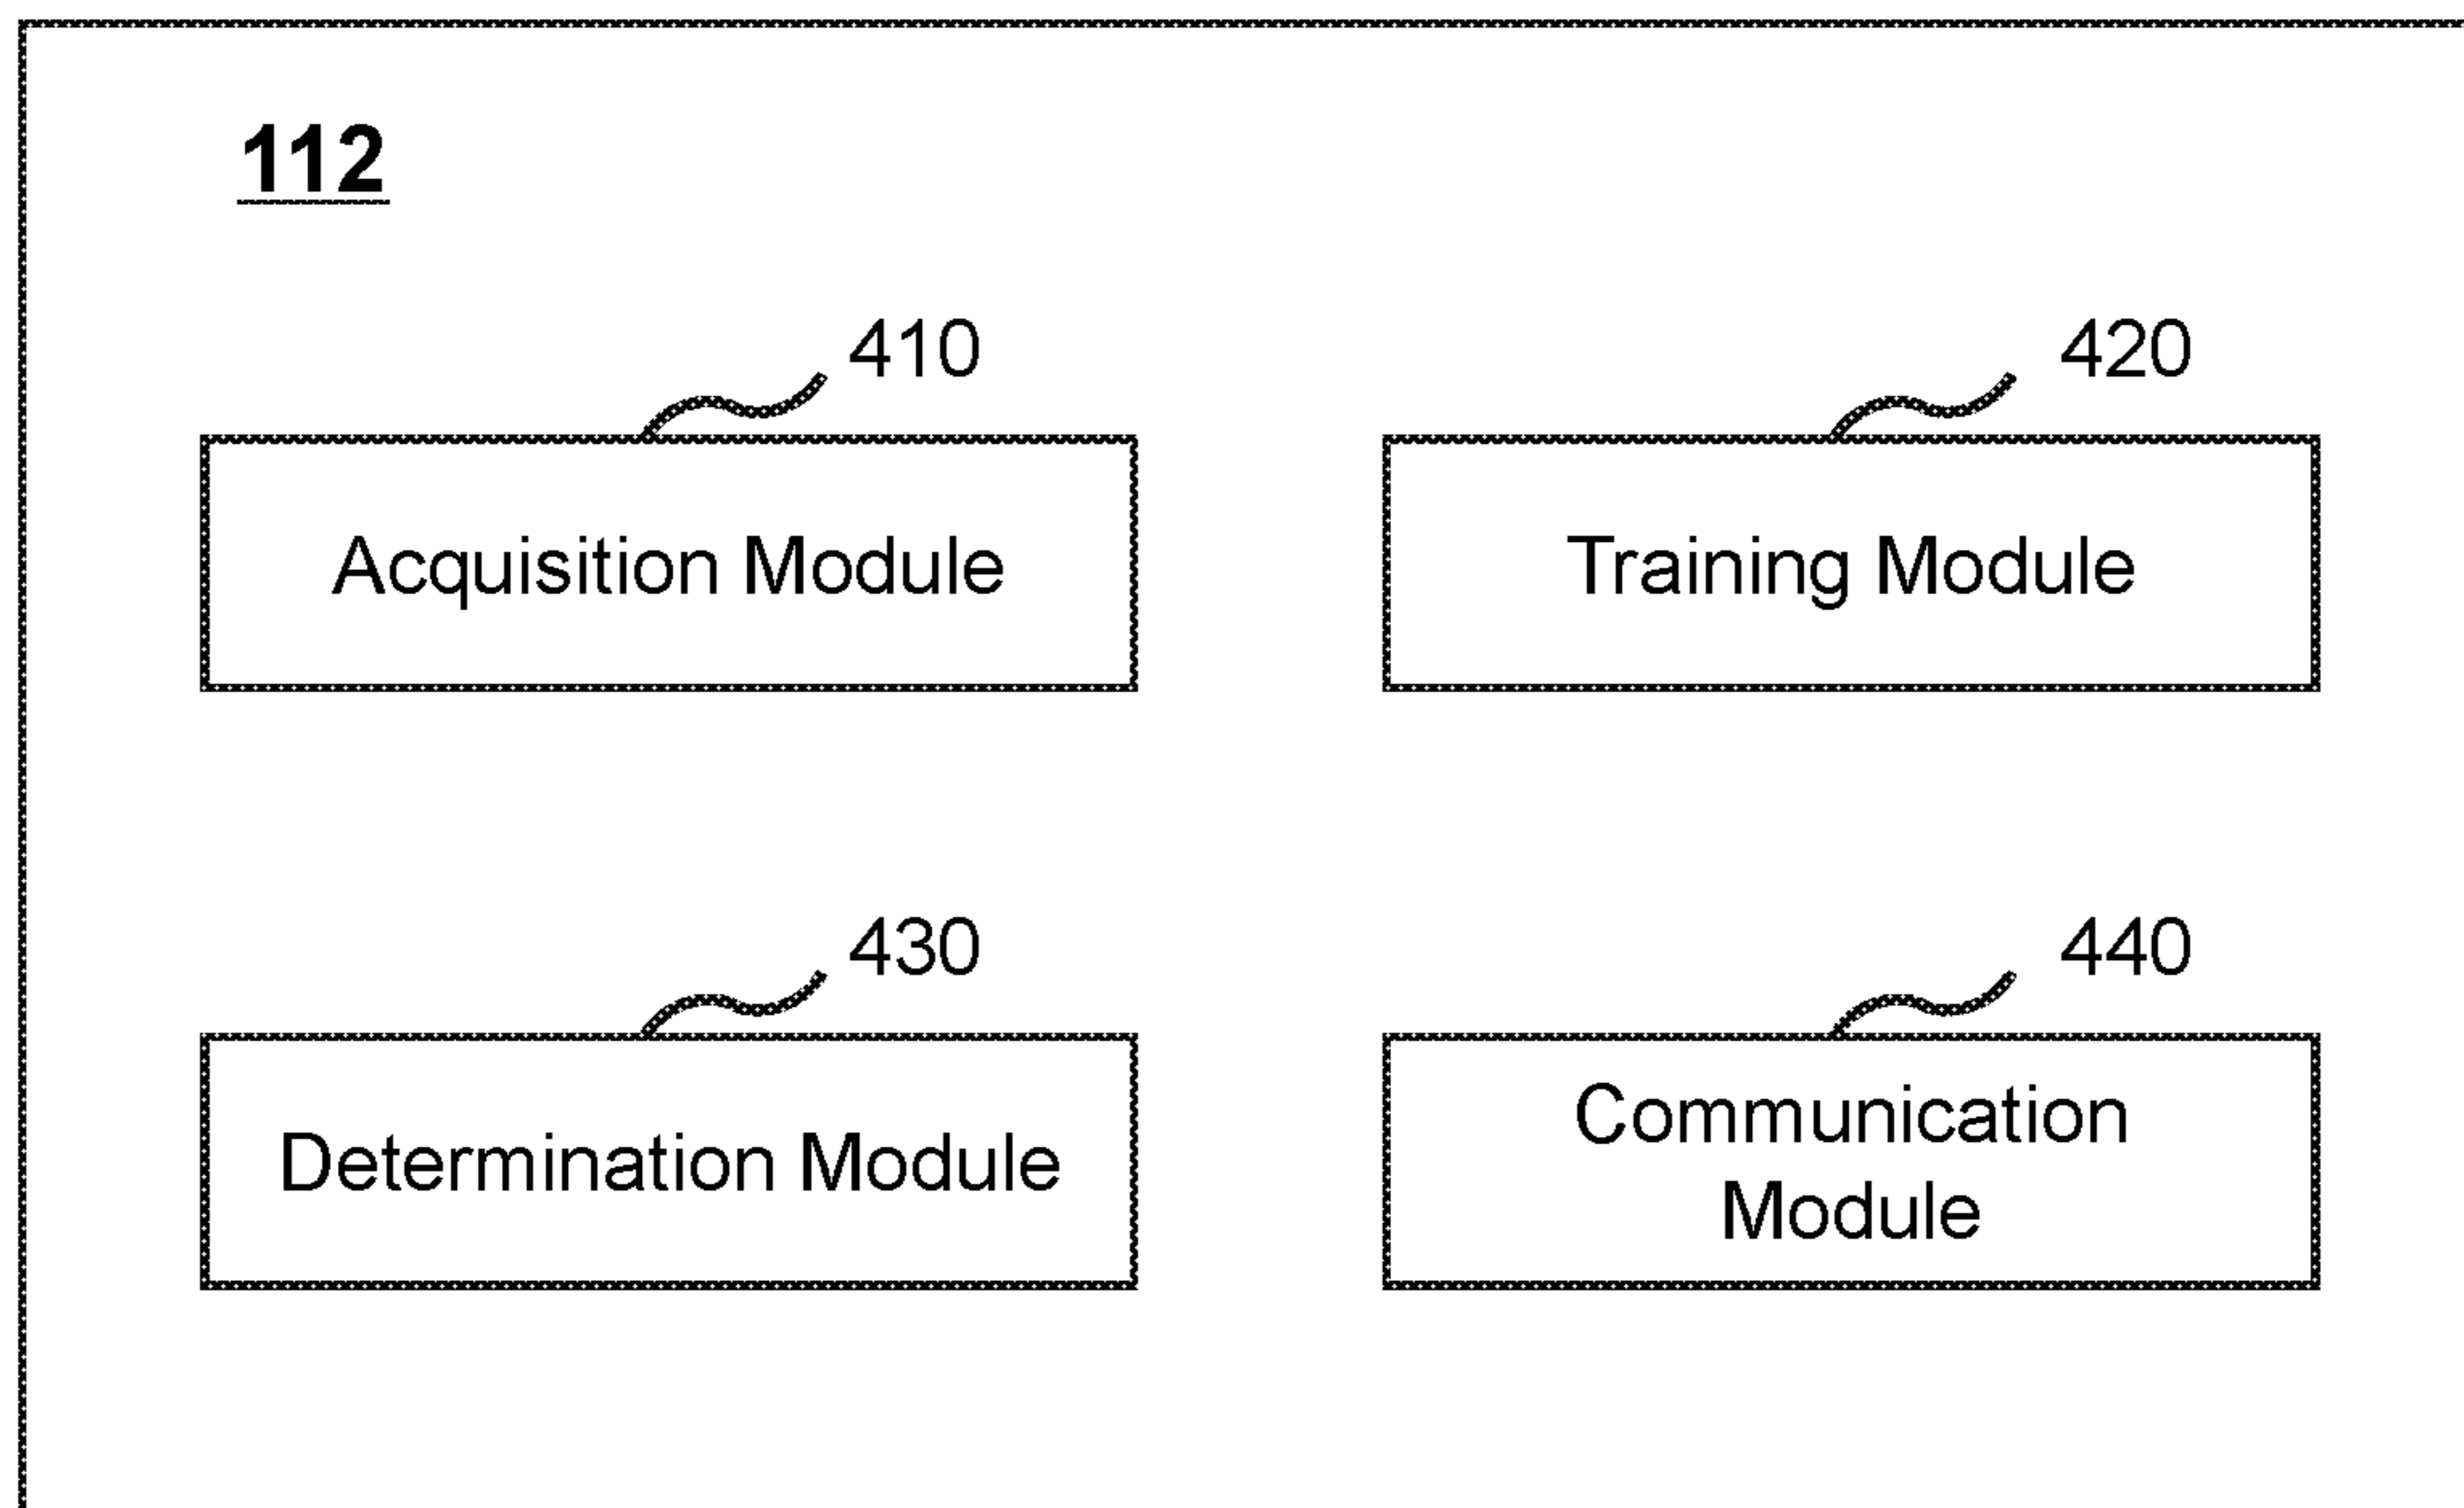 112
410
420
Acquisition Module
Training Module
430
440
Determination Module
Communication
Module